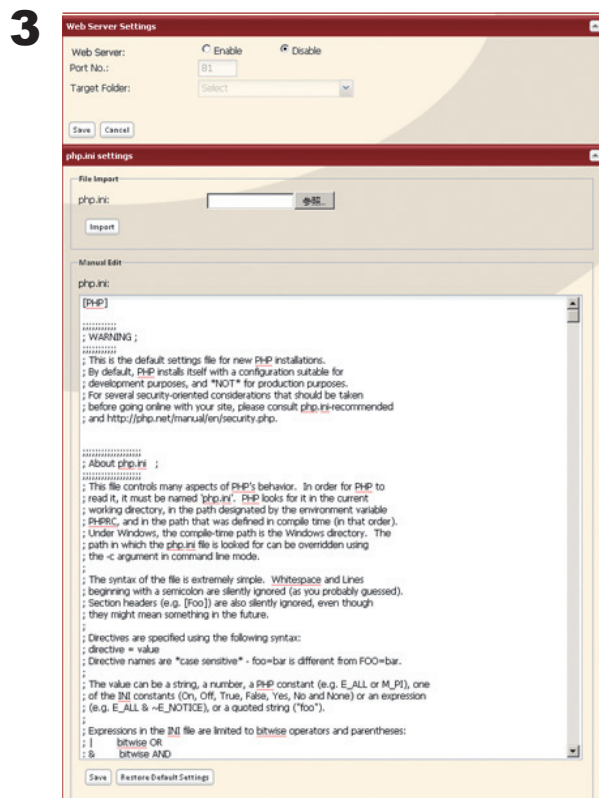 3
Web Server Settings
Web Server: Enable Disable
Port No.: 81
Target Folder: Select
Save Cancel
php.ini settings
File Import
php.ini: 参照...
Import
Manual Edit
php.ini:
[PHP]
;;;;;;;;;;;
; WARNING ;
;;;;;;;;;;;
; This is the default settings file for new PHP installations.
; By default, PHP installs itself with a configuration suitable for
; development purposes, and *NOT* for production purposes.
; For several security-oriented considerations that should be taken
; before going online with your site, please consult php.ini-recommended
; and http://php.net/manual/en/security.php.
;;;;;;;;;;;;;;;;;;;
; About php.ini ;
;;;;;;;;;;;;;;;;;;;
; This file controls many aspects of PHP's behavior. In order for PHP to
; read it, it must be named 'php.ini'. PHP looks for it in the current
; working directory, in the path designated by the environment variable
; PHPRC, and in the path that was defined in compile time (in that order).
; Under Windows, the compile-time path is the Windows directory. The
; path in which the php.ini file is looked for can be overridden using
; the -c argument in command line mode.
;
; The syntax of the file is extremely simple. Whitespace and Lines
; beginning with a semicolon are silently ignored (as you probably guessed).
; Section headers (e.g. [Foo]) are also silently ignored, even though
; they might mean something in the future.
;
; Directives are specified using the following syntax:
; directive = value
; Directive names are *case sensitive* - foo=bar is different from FOO=bar.
;
; The value can be a string, a number, a PHP constant (e.g. E_ALL or M_PI), one
; of the INI constants (On, Off, True, False, Yes, No and None) or an expression
; (e.g. E_ALL & ~E_NOTICE), or a quoted string ("foo").
;
; Expressions in the INI file are limited to bitwise operators and parentheses:
; | bitwise OR
; & bitwise AND
Save Restore Default Settings